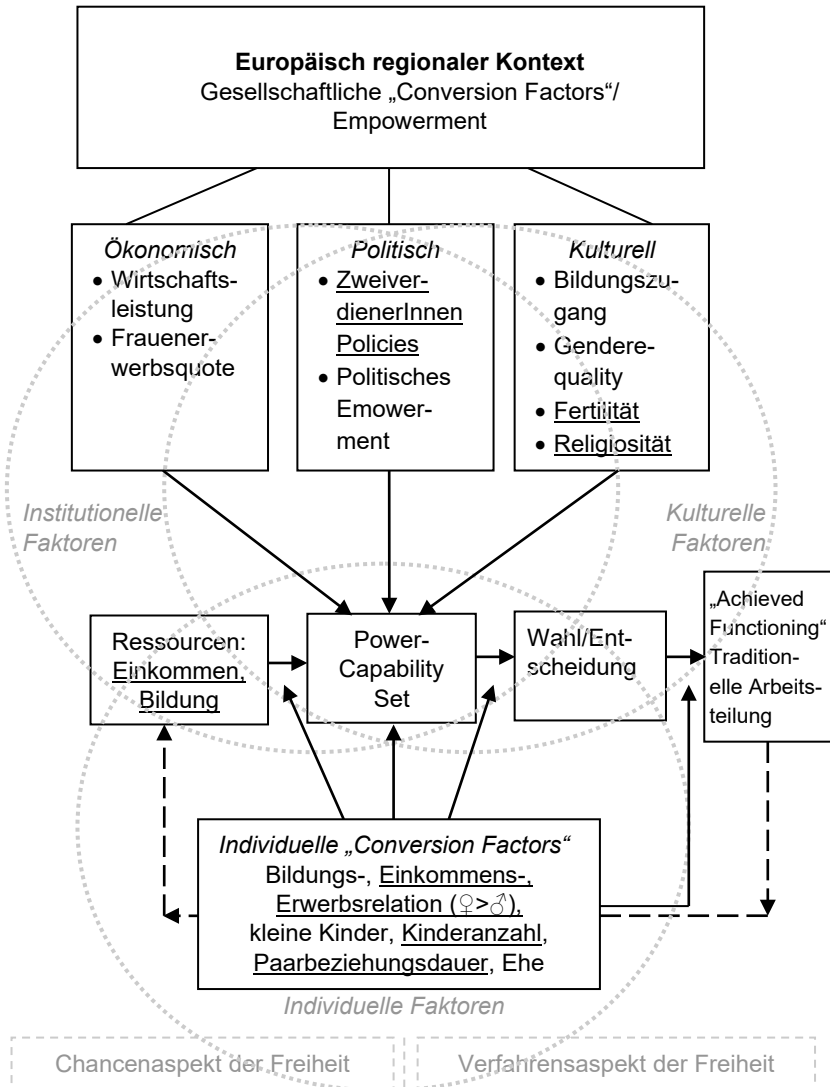 Europäisch regionaler Kontext
Gesellschaftliche „Conversion Factors“/
Empowerment
Ökonomisch
• Wirtschafts-
leistung
• Frauener-
werbsquote
Politisch
• Zweiver-
dienerInnen
Policies
• Politisches
Emower-
ment
Kulturell
• Bildungszu-
gang
• Gendere-
quality
• Fertilität
• Religiosität
Institutionelle
Faktoren
Kulturelle
Faktoren
Ressourcen:
Einkommen,
Bildung
Power-
Capability
Set
Wahl/Ent-
scheidung
„Achieved
Functioning“
Tradition-
elle Arbeits-
teilung
Individuelle „Conversion Factors“
Bildungs-, Einkommens-,
Erwerbsrelation (♀>♂),
kleine Kinder, Kinderanzahl,
Paarbeziehungsdauer, Ehe
Individuelle Faktoren
Chancenaspekt der Freiheit
Verfahrensaspekt der Freiheit